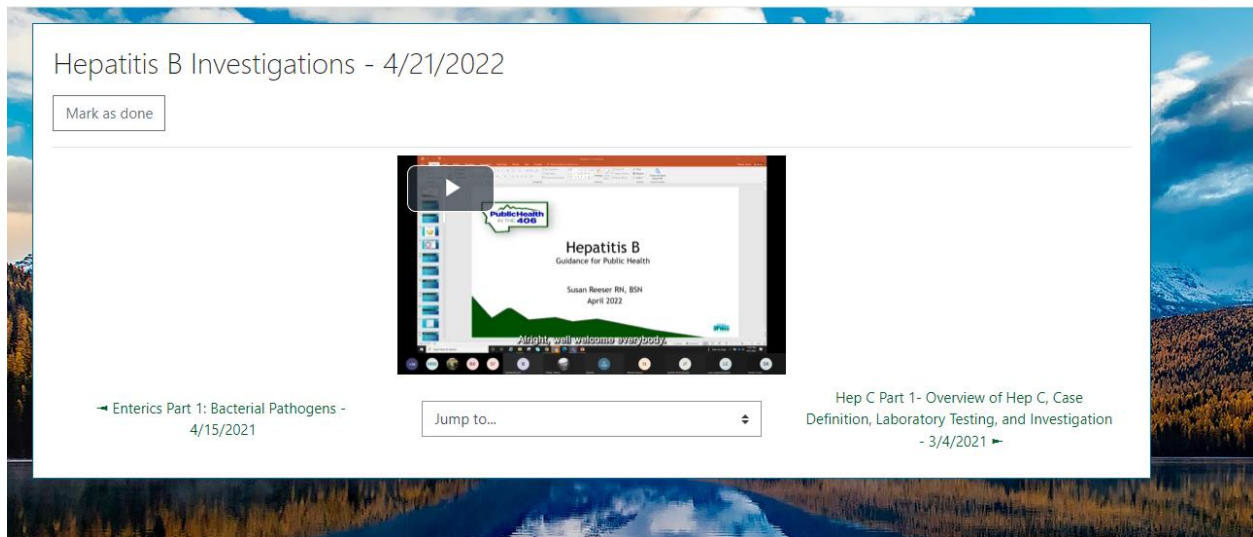 Hepatitis B Investigations - 4/21/2022
Mark as done
PublicHealth
IN THE 406
Hepatitis B
Guidance for Public Health
Susan Reeser RN, BSN
April 2022
Alright, well welcome everybody.
◄ Enterics Part 1: Bacterial Pathogens -
4/15/2021
Jump to...
Hep C Part 1- Overview of Hep C, Case
Definition, Laboratory Testing, and Investigation
- 3/4/2021 ►